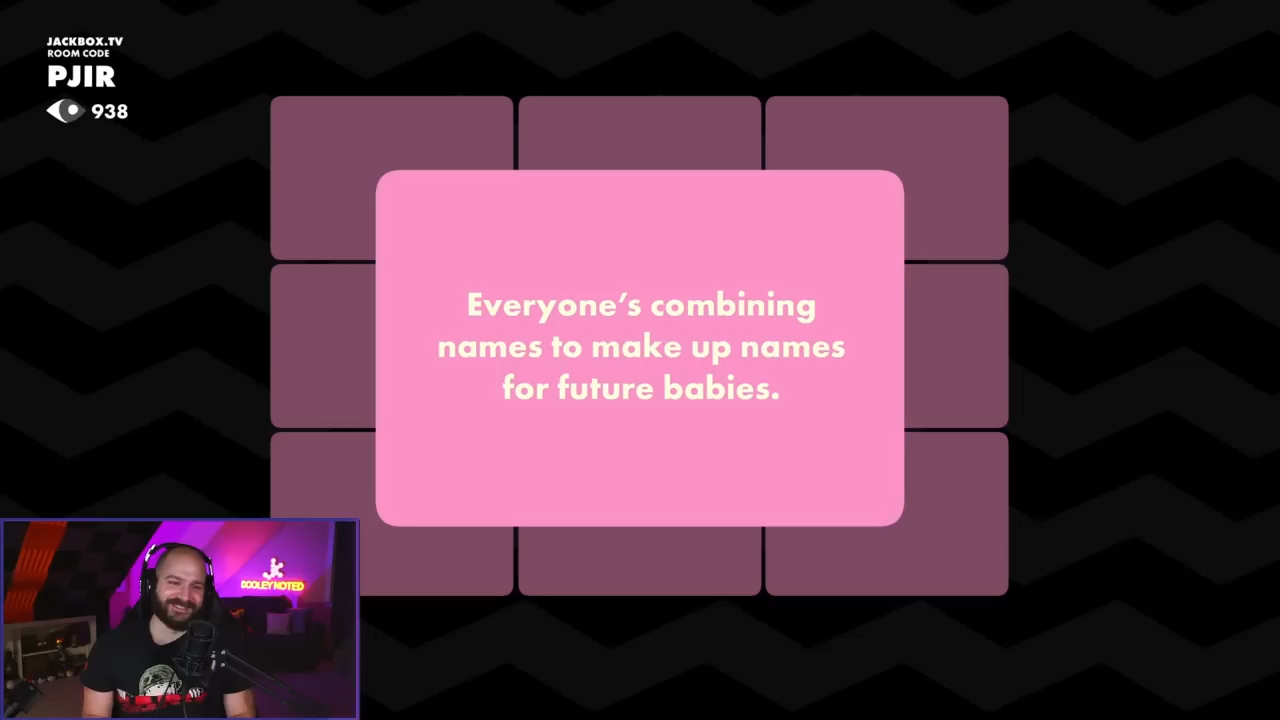 JACKBOX.TV
ROOM CODE
PJIR
938
Everyone’s combining
names to make up names
for future babies.
DOOLEY NOTED